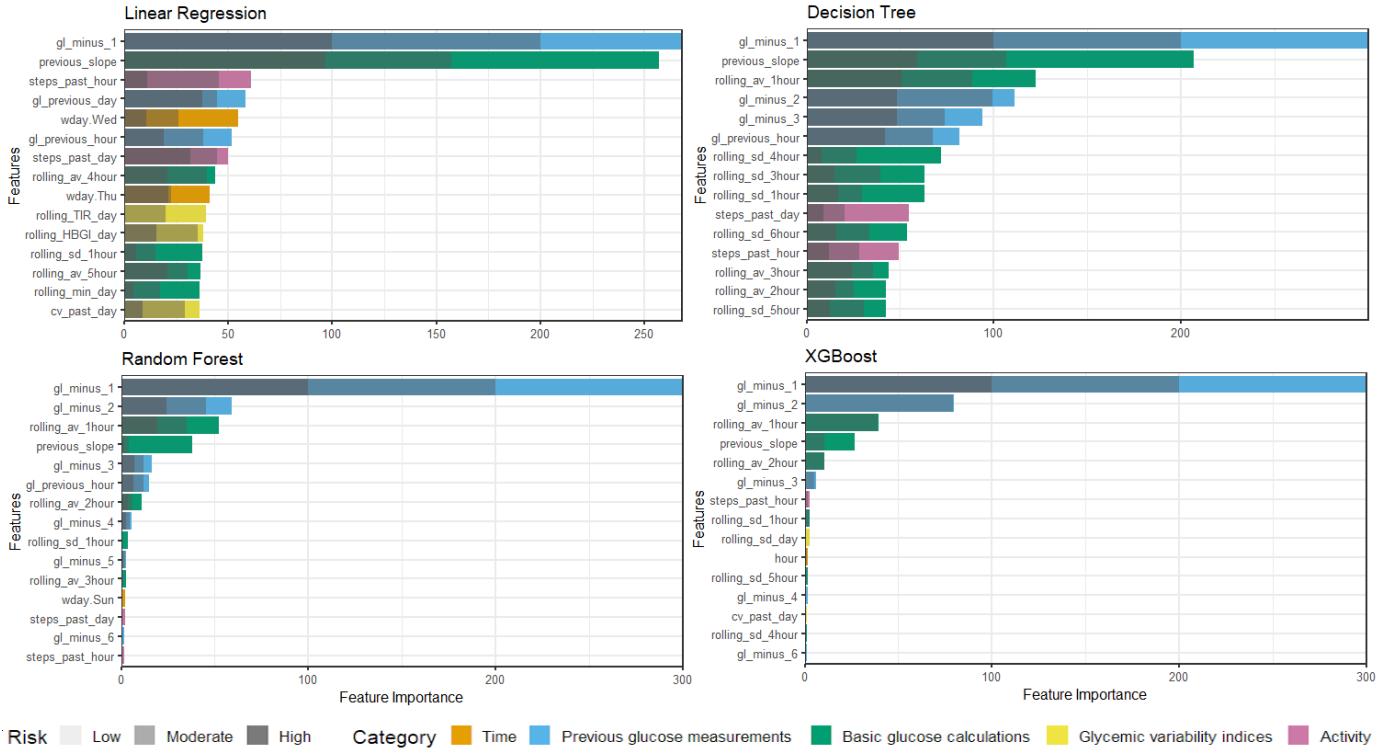 Linear Regression
gl_minus_1
previous_slope
steps_past_hour
gl_previous_day
wday.Wed
gl_previous_hour
steps_past_day
rolling_av_4hour
wday.Thu
rolling_TIR_day
rolling_HBGI_day
rolling_sd_1hour
rolling_av_5hour
rolling_min_day
cv_past_day
Features
0 50 100 150 200 250
Decision Tree
gl_minus_1
previous_slope
rolling_av_1hour
gl_minus_2
gl_minus_3
gl_previous_hour
rolling_sd_4hour
rolling_sd_3hour
rolling_sd_1hour
steps_past_day
rolling_sd_6hour
steps_past_hour
rolling_av_3hour
rolling_av_2hour
rolling_sd_5hour
Features
0 100 200
Random Forest
gl_minus_1
gl_minus_2
rolling_av_1hour
previous_slope
gl_minus_3
gl_previous_hour
rolling_av_2hour
gl_minus_4
rolling_sd_1hour
gl_minus_5
rolling_av_3hour
wday.Sun
steps_past_day
gl_minus_6
steps_past_hour
Features
0 100 200 300
Feature Importance
XGBoost
gl_minus_1
gl_minus_2
rolling_av_1hour
previous_slope
rolling_av_2hour
gl_minus_3
steps_past_hour
rolling_sd_1hour
rolling_sd_day
hour
rolling_sd_5hour
gl_minus_4
cv_past_day
rolling_sd_4hour
gl_minus_6
Features
0 100 200 300
Feature Importance
Risk Low Moderate High Category Time Previous glucose measurements Basic glucose calculations Glycemic variability indices Activity